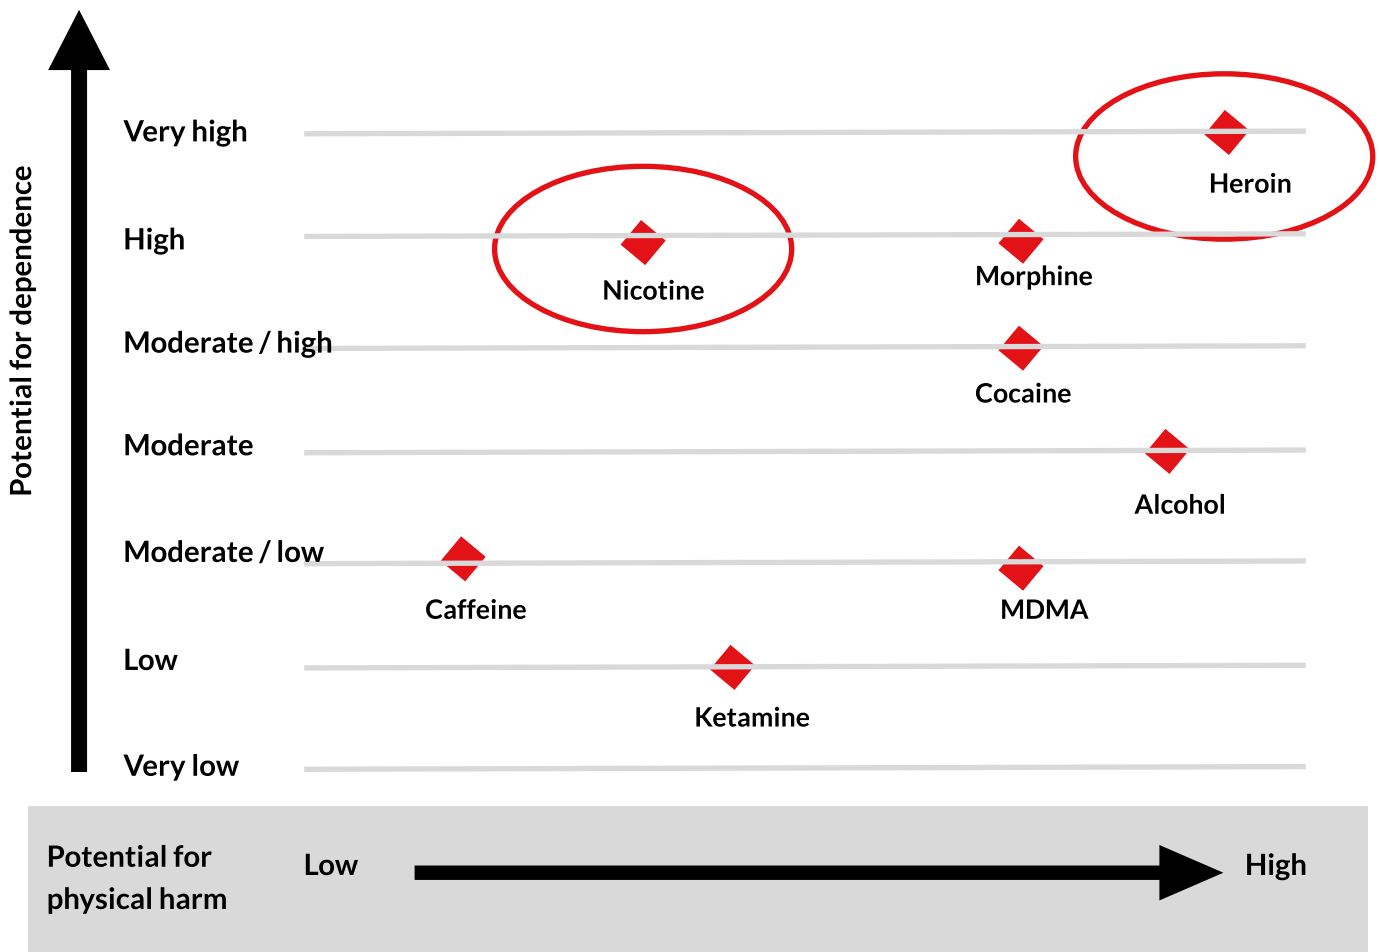 Potential for dependence
Very high
Heroin
High
Nicotine
Morphine
Moderate / high
Cocaine
Moderate
Alcohol
Moderate / low
Caffeine
MDMA
Low
Ketamine
Very low
Potential for
physical harm
Low
High